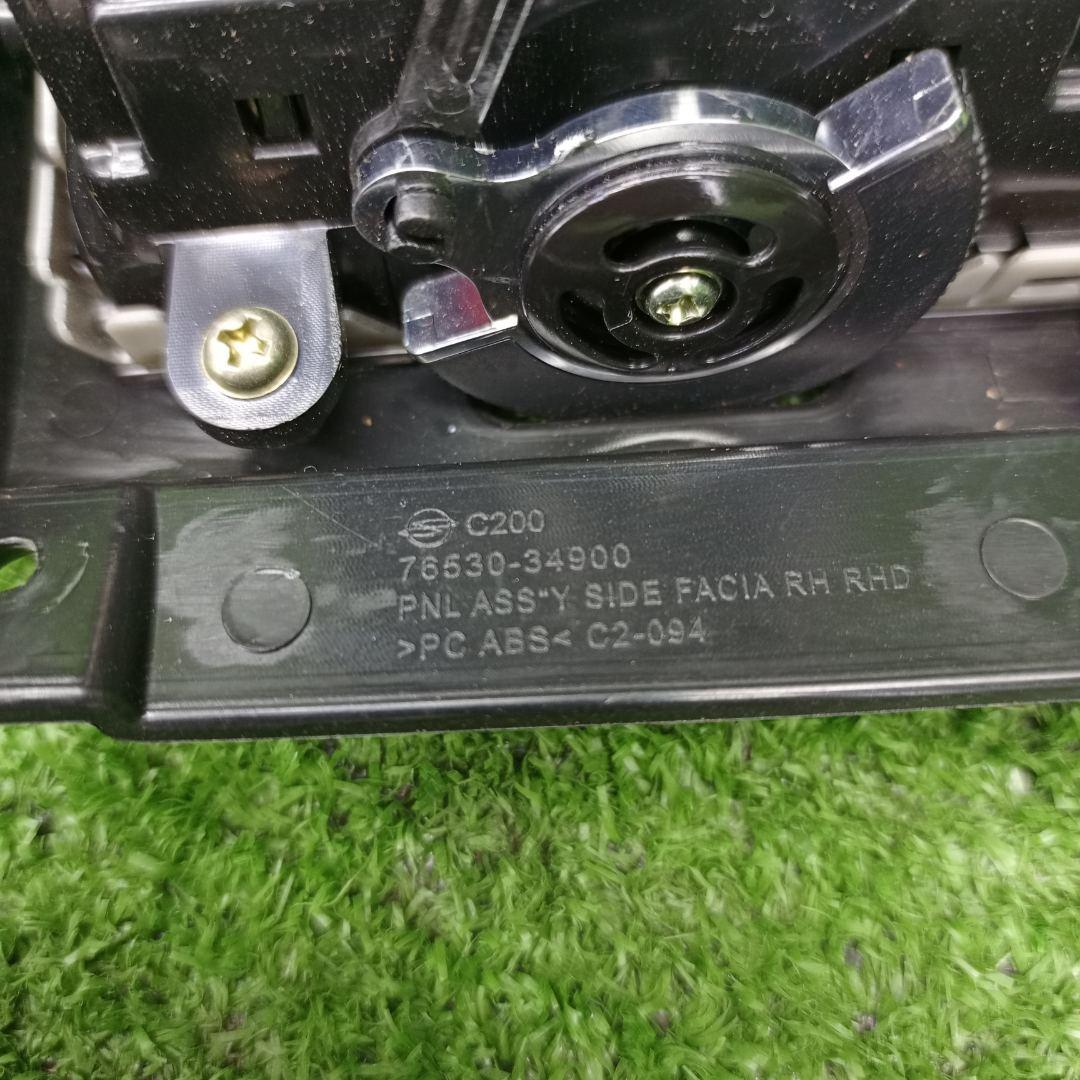 C200
76530-34900
PNL ASS"Y SIDE FACIA RH RHD
>PC ABS< C2-094